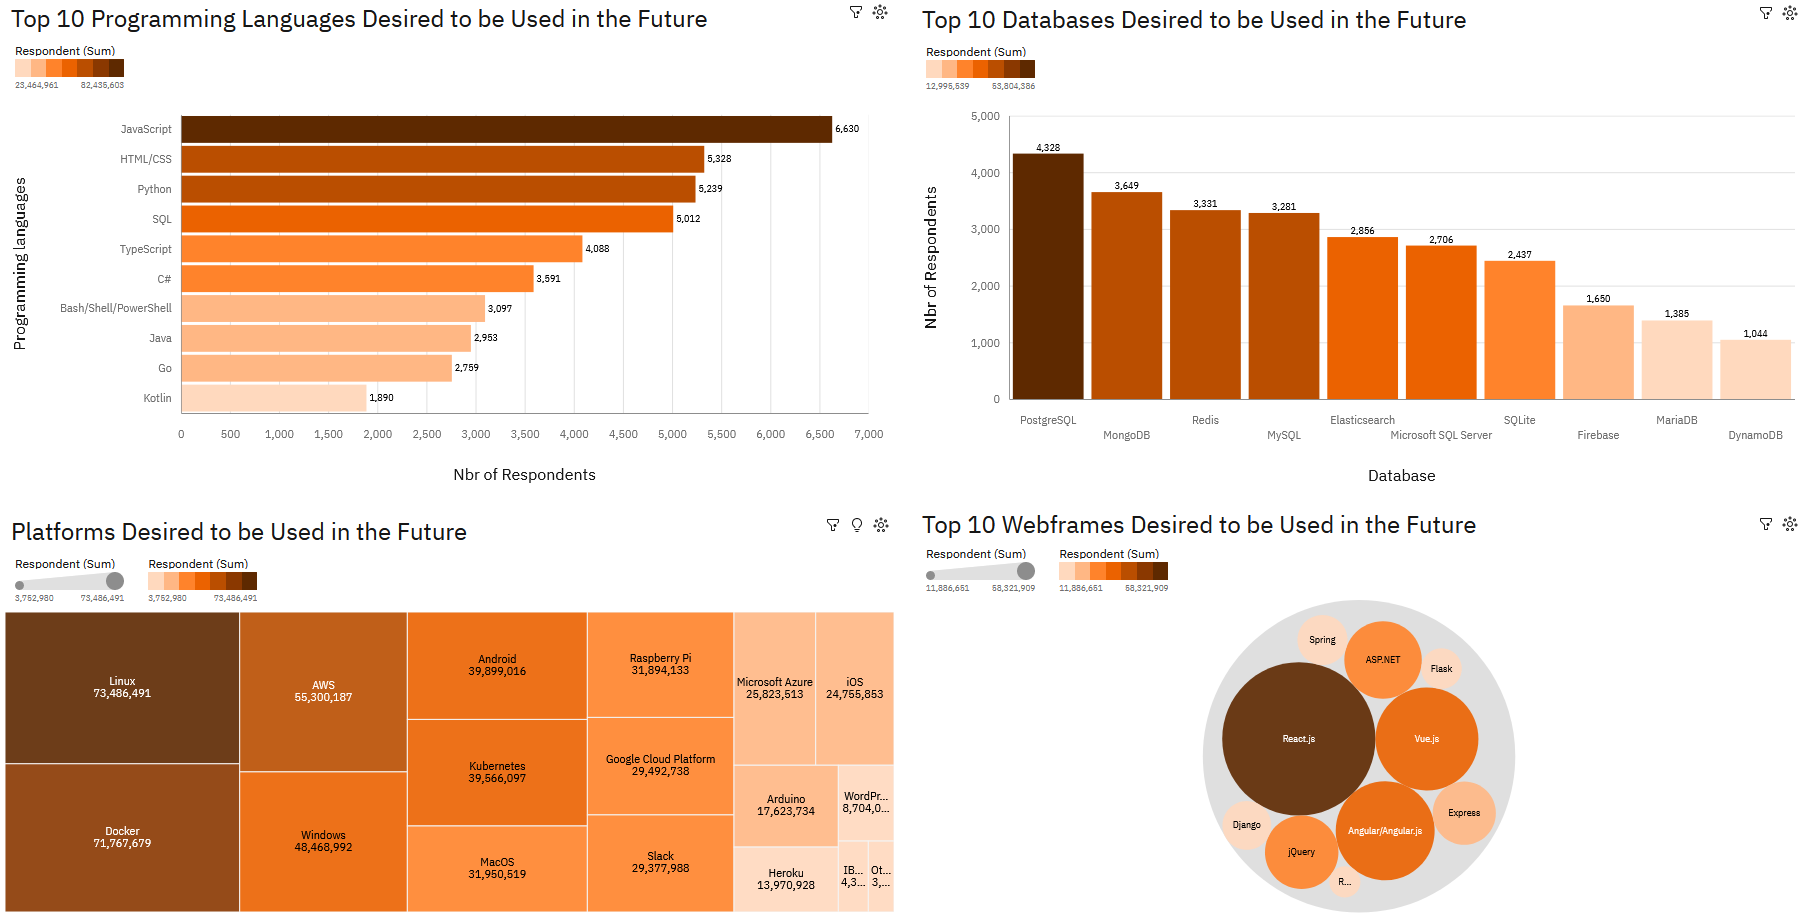 Top 10 Programming Languages Desired to be Used in the Future
Respondent (Sum)
23,464,961 82,435,603
Programming languages
JavaScript 6,630
HTML/CSS 5,328
Python 5,239
SQL 5,012
TypeScript 4,088
C# 3,591
Bash/Shell/PowerShell 3,097
Java 2,953
Go 2,759
Kotlin 1,890
0 500 1,000 1,500 2,000 2,500 3,000 3,500 4,000 4,500 5,000 5,500 6,000 6,500 7,000
Nbr of Respondents
Top 10 Databases Desired to be Used in the Future
Respondent (Sum)
12,995,539 53,804,386
Nbr of Respondents
5,000
4,000
3,000
2,000
1,000
0
4,328
3,649
3,331
3,281
2,856
2,706
2,437
1,650
1,385
1,044
PostgreSQL
MongoDB
Redis
MySQL
Elasticsearch
Microsoft SQL Server
SQLite
Firebase
MariaDB
DynamoDB
Database
Platforms Desired to be Used in the Future
Respondent (Sum) Respondent (Sum)
3,752,980 73,486,491 3,752,980 73,486,491
Linux
73,486,491
Docker
71,767,679
AWS
55,300,187
Windows
48,468,992
Android
39,899,016
Kubernetes
39,566,097
MacOS
31,950,519
Raspberry Pi
31,894,133
Google Cloud Platform
29,492,738
Slack
29,377,988
Microsoft Azure
25,823,513
iOS
24,755,853
Arduino
17,623,734
Heroku
13,970,928
WordPr...
8,704,0...
IB...
4,3...
Ot...
3,...
Top 10 Webframes Desired to be Used in the Future
Respondent (Sum) Respondent (Sum)
11,886,651 58,321,909 11,886,651 58,321,909
Spring
ASP.NET
Flask
React.js
Vue.js
Express
Django
Angular/Angular.js
jQuery
R...